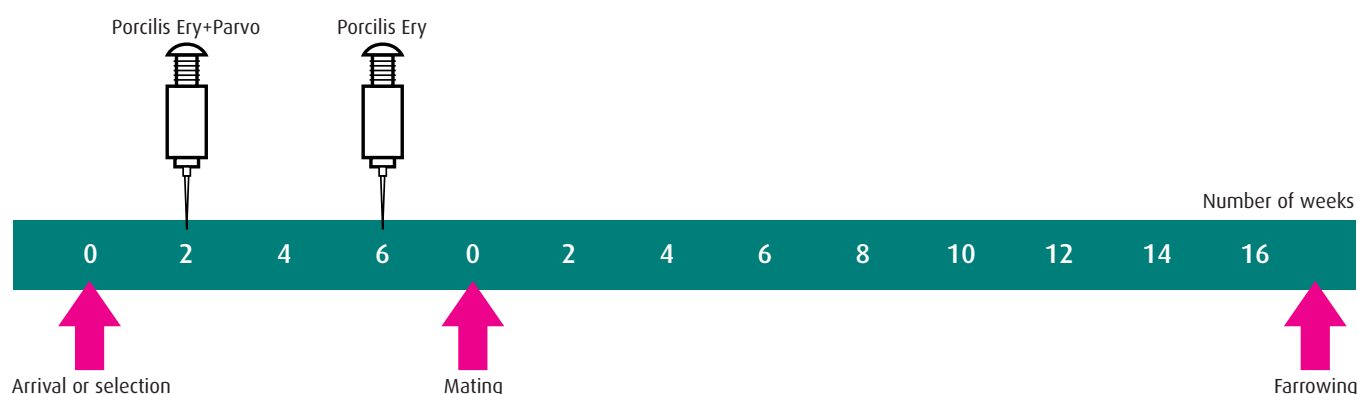 Porcilis Ery+Parvo Porcilis Ery
Number of weeks
0 2 4 6 0 2 4 6 8 10 12 14 16
Arrival or selection Mating Farrowing